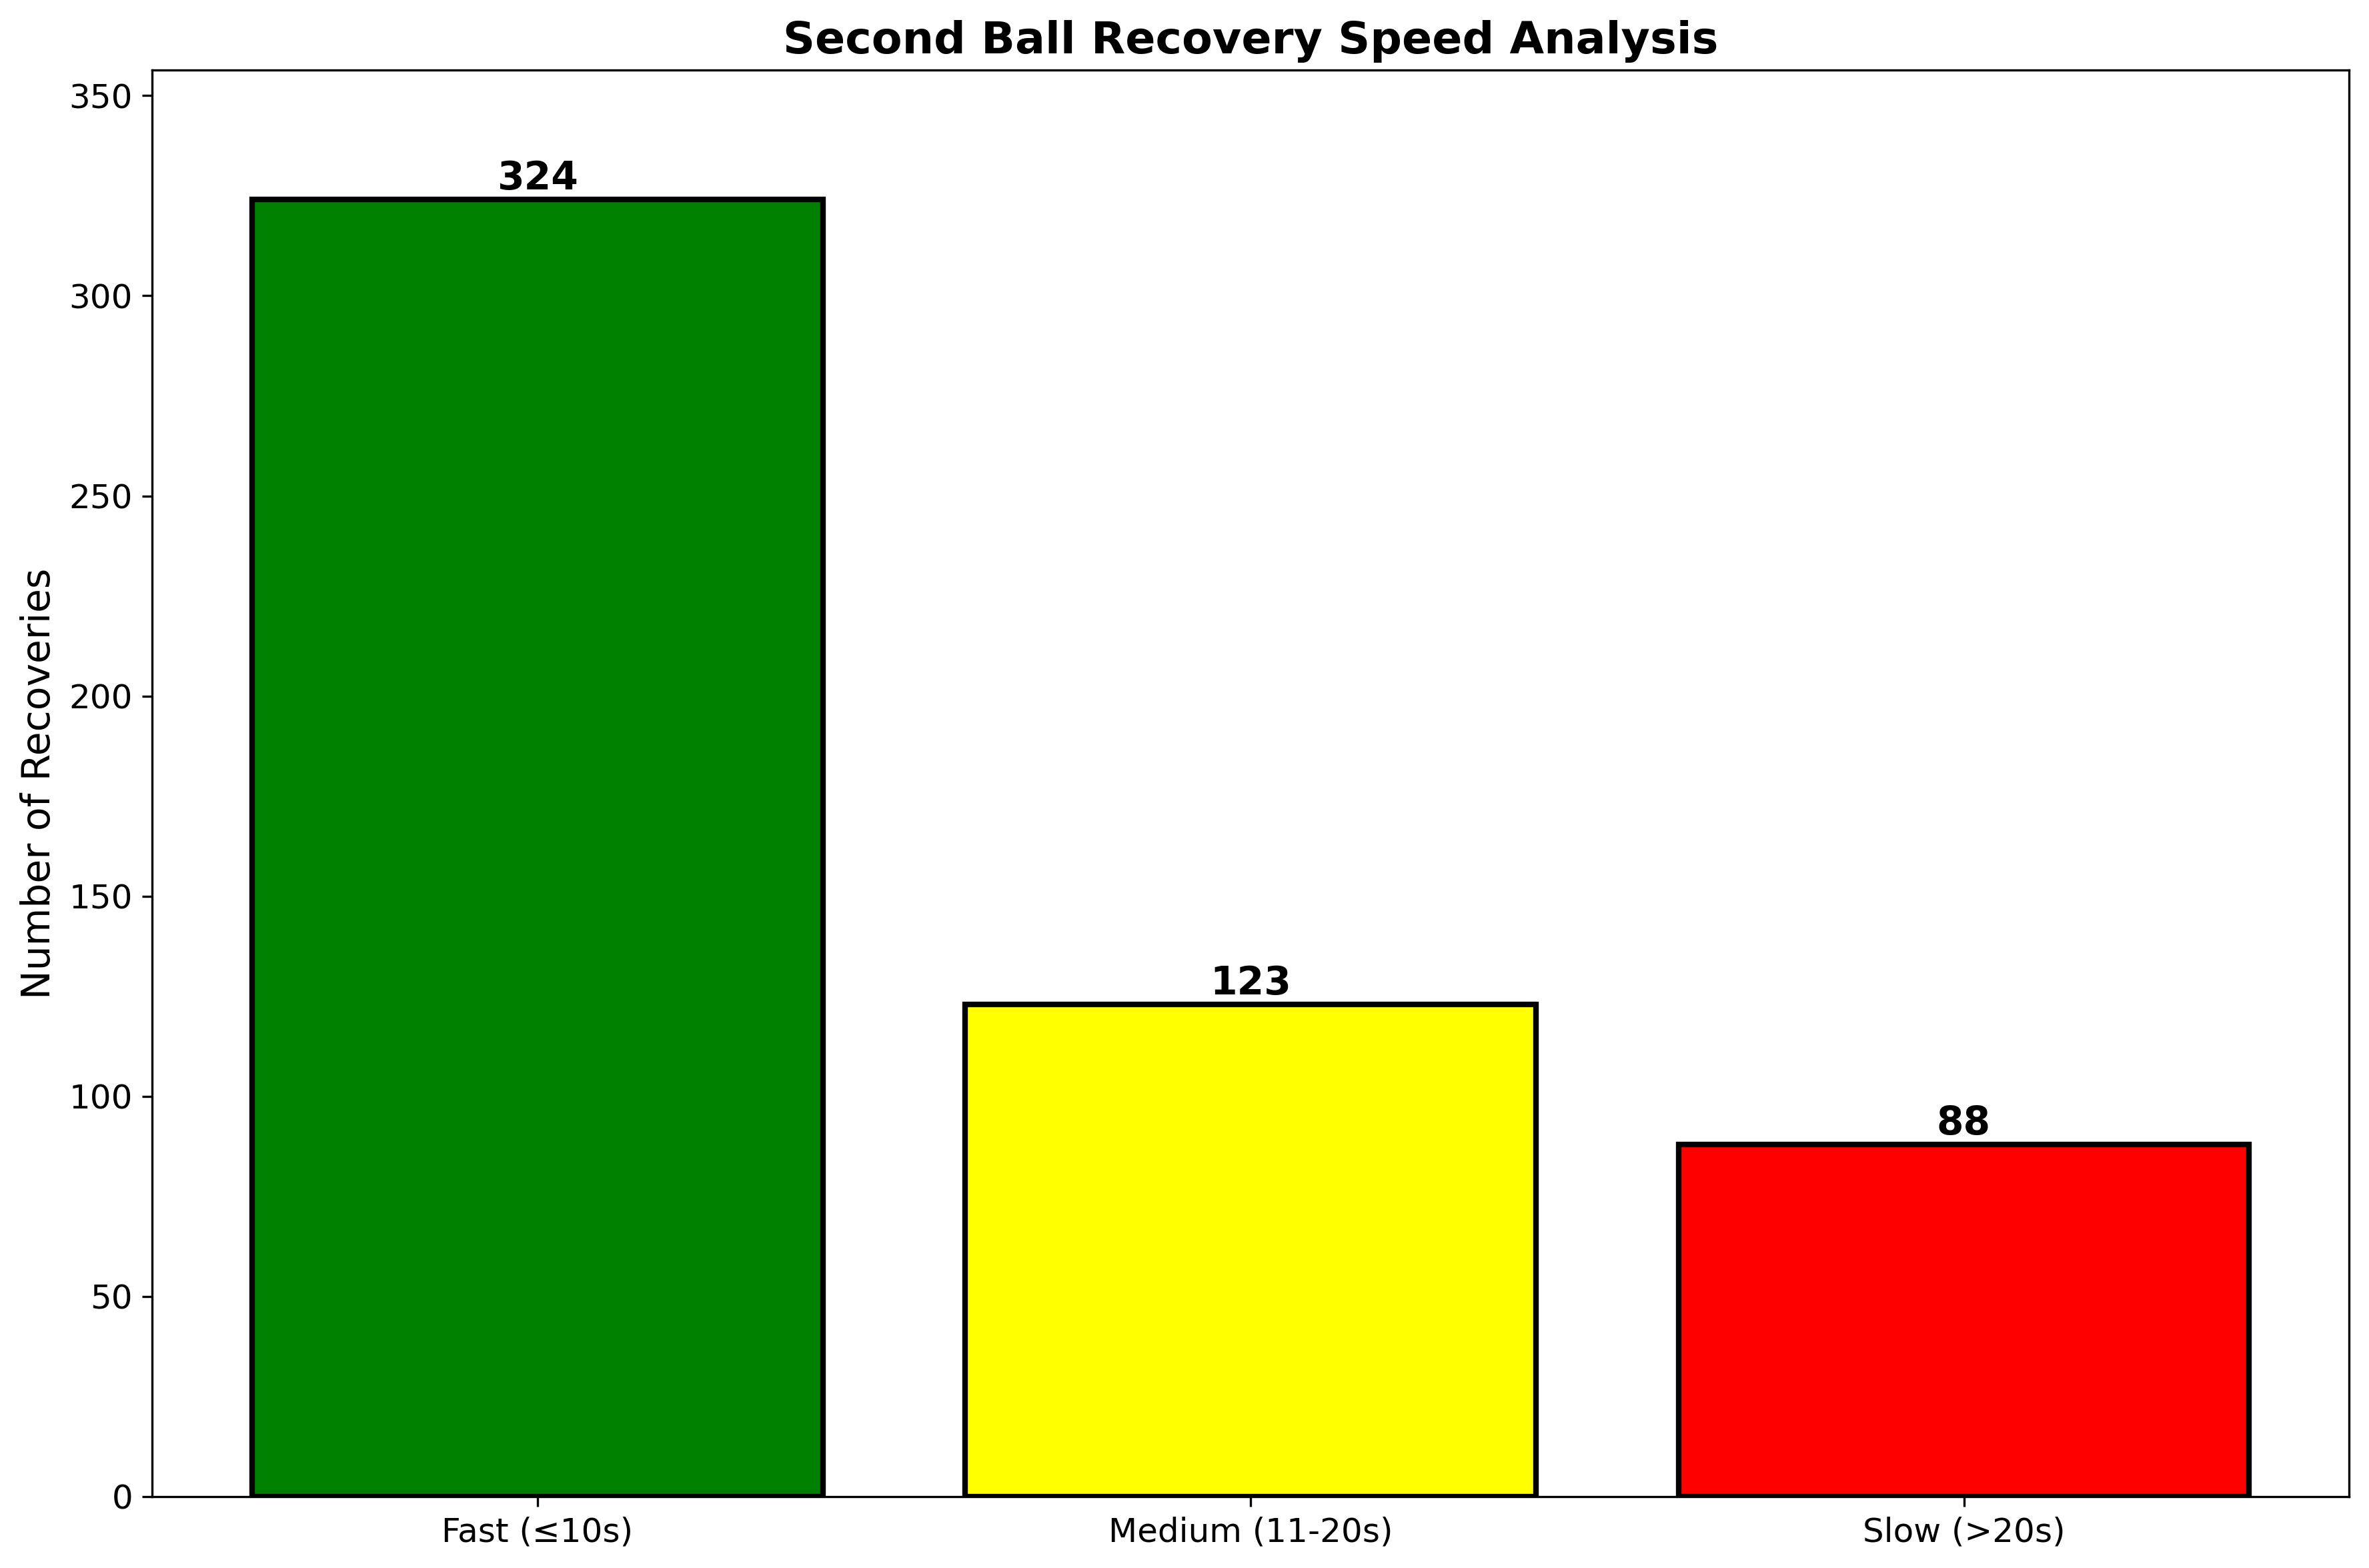 Second Ball Recovery Speed Analysis
Number of Recoveries
350
300
250
200
150
100
50
0
324
123
88
Fast (≤10s)
Medium (11-20s)
Slow (>20s)